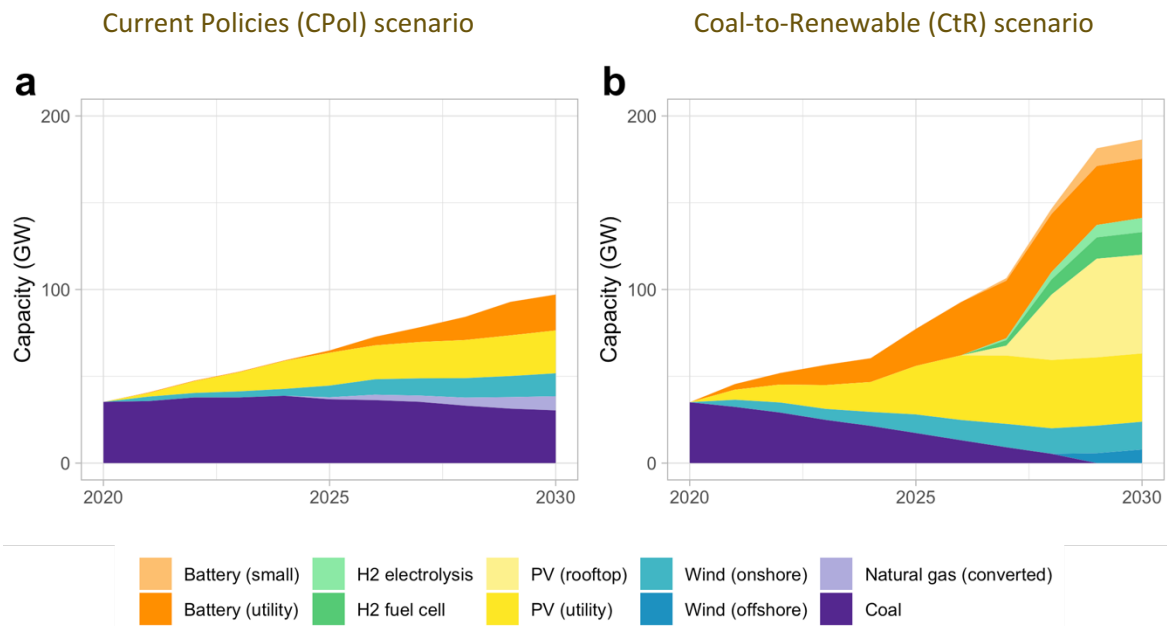 Current Policies (CPol) scenario
Coal-to-Renewable (CtR) scenario
a
b
200
100
0
Capacity (GW)
2020
2025
2030
200
100
0
Capacity (GW)
2020
2025
2030
Battery (small)
H2 electrolysis
PV (rooftop)
Wind (onshore)
Natural gas (converted)
Battery (utility)
H2 fuel cell
PV (utility)
Wind (offshore)
Coal